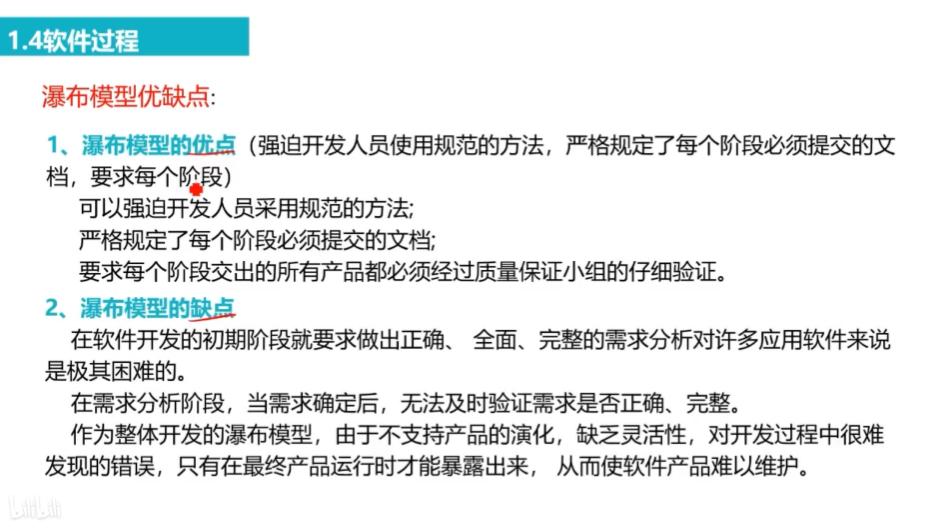 1.4软件过程
瀑布模型优缺点:
1、瀑布模型的优点（强迫开发人员使用规范的方法，严格规定了每个阶段必须提交的文
档，要求每个阶段）
可以强迫开发人员采用规范的方法;
严格规定了每个阶段必须提交的文档;
要求每个阶段交出的所有产品都必须经过质量保证小组的仔细验证。
2、瀑布模型的缺点
在软件开发的初期阶段就要求做出正确、 全面、完整的需求分析对许多应用软件来说
是极其困难的。
在需求分析阶段，当需求确定后，无法及时验证需求是否正确、完整。
作为整体开发的瀑布模型，由于不支持产品的演化，缺乏灵活性，对开发过程中很难
发现的错误，只有在最终产品运行时才能暴露出来， 从而使软件产品难以维护。
bilibili